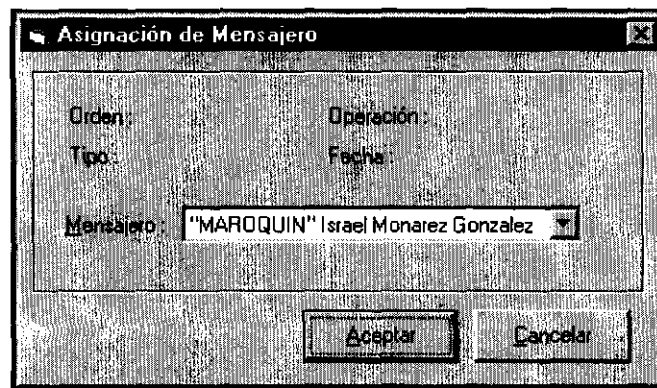 Asignación de Mensajero
Orden : Operación :
Tipo : Fecha :
Mensajero : "MAROQUIN" Israel Monarez Gonzalez
Aceptar Cancelar